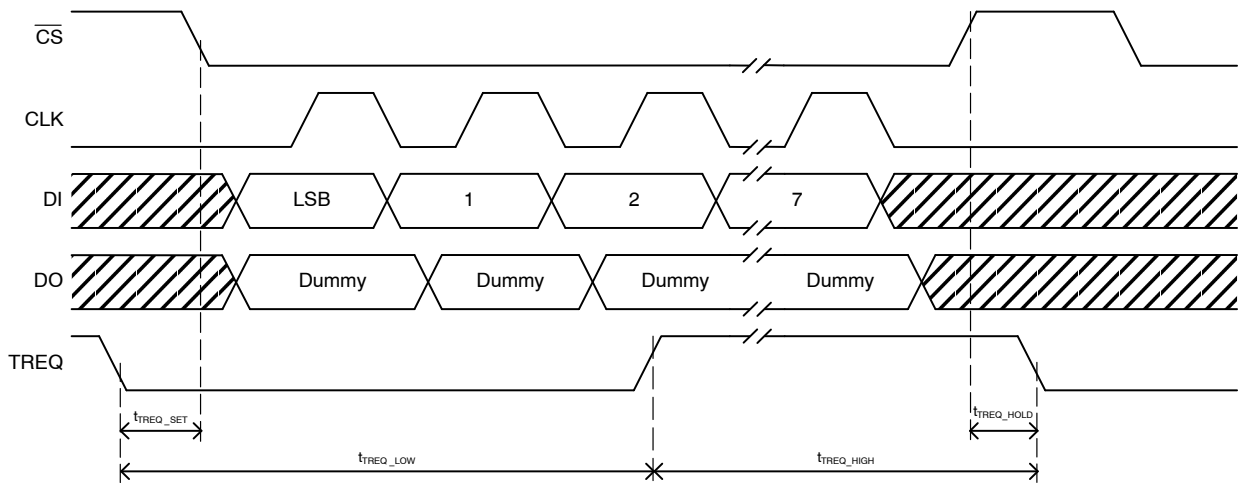 CS
CLK
DI LSB 1 2 7
DO Dummy Dummy Dummy Dummy
TREQ
tTREQ_SET tTREQ_HOLD
tTREQ_LOW tTREQ_HIGH